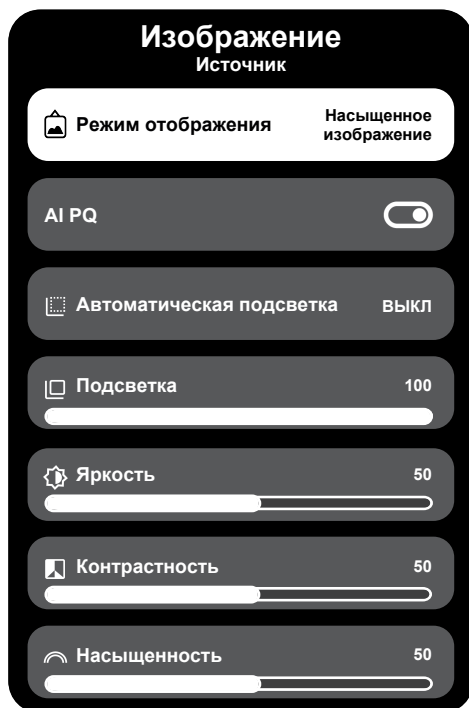 Изображение
Источник
Режим отображения
Насыщенное
изображение
AI PQ
Автоматическая подсветка ВЫКЛ
Подсветка 100
Яркость 50
Контрастность 50
Насыщенность 50